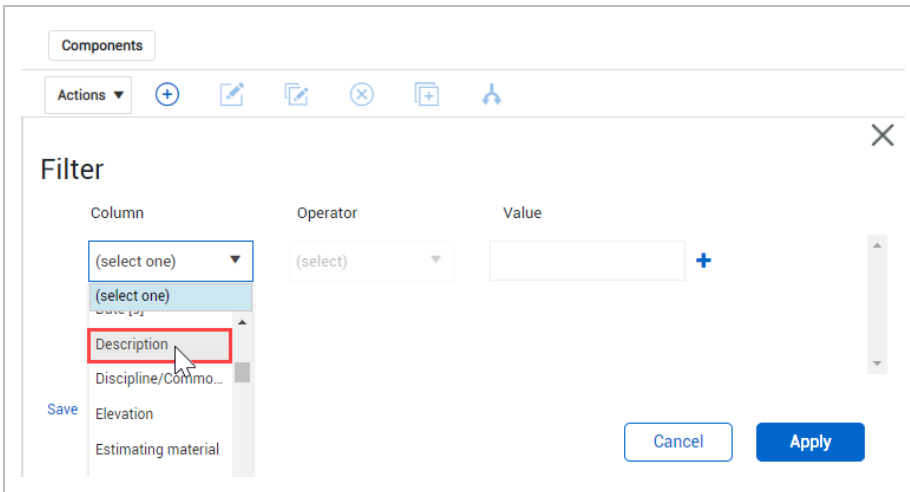 Components
Actions
Filter
Column Operator Value
(select one) (select)
(select one)
Description
Discipline/Commo...
Save Elevation
Estimating material
Cancel Apply